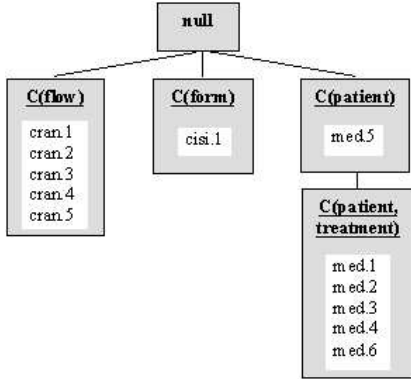 null
C(flow)
cran.1
cran.2
cran.3
cran.4
cran.5
C(form)
cisi.1
C(patient)
med.5
C(patient,
treatment)
med.1
med.2
med.3
med.4
med.6